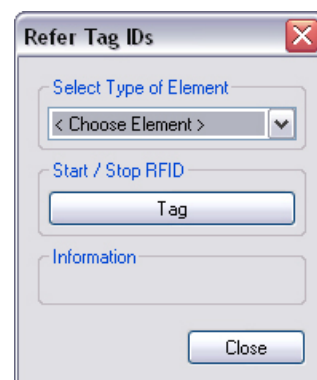 Refer Tag IDs
Select Type of Element
< Choose Element >
Start / Stop RFID
Tag
Information
Close